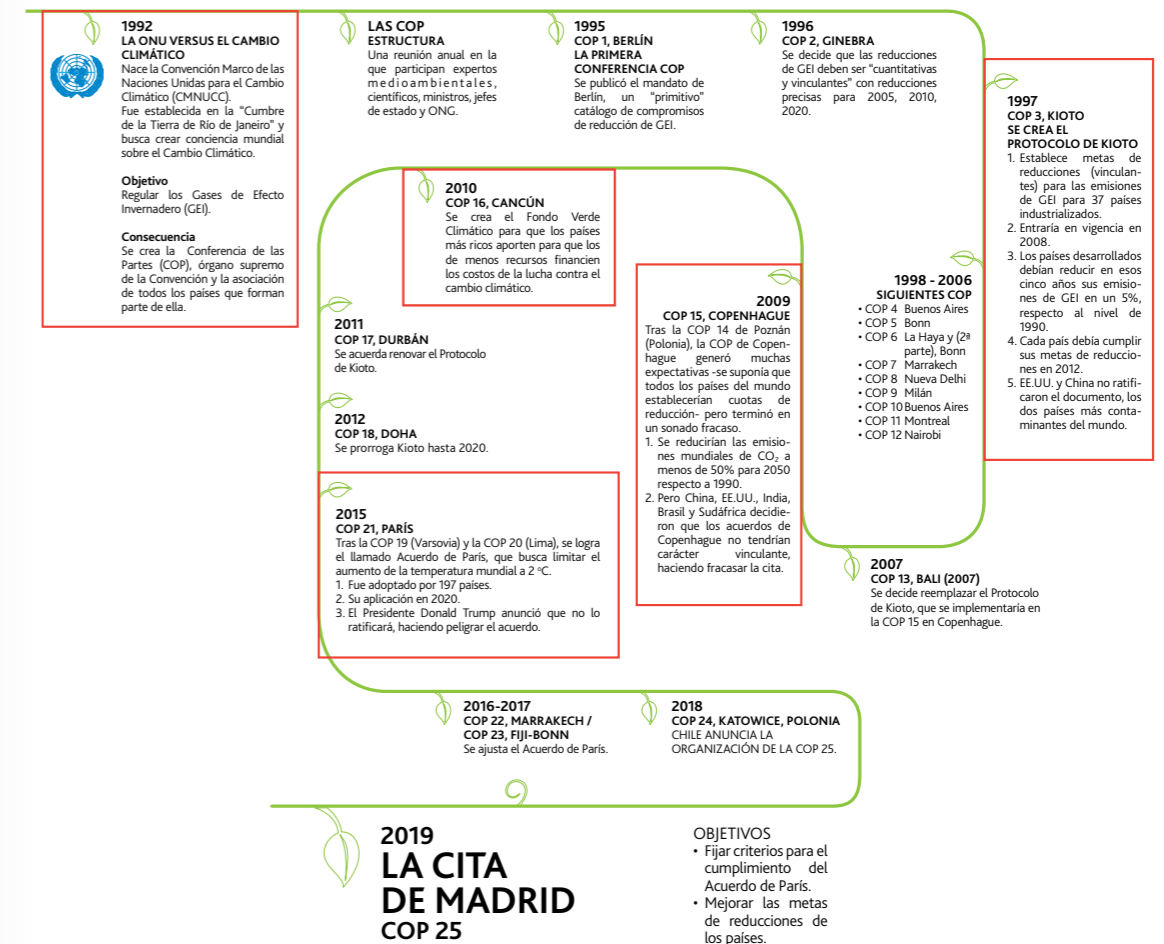 1992
LA ONU VERSUS EL CAMBIO
CLIMÁTICO
Nace la Convención Marco de las
Naciones Unidas para el Cambio
Climático (CMNUCC).
Fue establecida en la "Cumbre
de la Tierra de Río de Janeiro" y
busca crear conciencia mundial
sobre el Cambio Climático.
Objetivo
Regular los Gases de Efecto
Invernadero (GEI).
Consecuencia
Se crea la Conferencia de las
Partes (COP), órgano supremo
de la Convención y la asociación
de todos los países que forman
parte de ella.
LAS COP
ESTRUCTURA
Una reunión anual en la
que participan expertos
medioambientales,
científicos, ministros, jefes
de estado y ONG.
1995
COP 1, BERLÍN
LA PRIMERA
CONFERENCIA COP
Se publicó el mandato de
Berlín, un "primitivo"
catálogo de compromisos
de reducción de GEI.
1996
COP 2, GINEBRA
Se decide que las reducciones
de GEI deben ser "cuantitativas
y vinculantes" con reducciones
precisas para 2005, 2010,
2020.
1997
COP 3, KIOTO
SE CREA EL
PROTOCOLO DE KIOTO
1. Establece metas de
reducciones (vinculan-
tes) para las emisiones
de GEI para 37 países
industrializados.
2. Entraría en vigencia en
2008.
3. Los países desarrollados
debían reducir en esos
cinco años sus emisio-
nes de GEI en un 5%,
respecto al nivel de
1990.
4. Cada país debía cumplir
sus metas de reduccio-
nes en 2012.
5. EE.UU. y China no ratifi-
caron el documento, los
dos países más conta-
minantes del mundo.
1998 - 2006
SIGUIENTES COP
• COP 4 Buenos Aires
• COP 5 Bonn
• COP 6 La Haya y (2ª
parte), Bonn
• COP 7 Marrakech
• COP 8 Nueva Delhi
• COP 9 Milán
• COP 10 Buenos Aires
• COP 11 Montreal
• COP 12 Nairobi
2007
COP 13, BALI (2007)
Se decide reemplazar el Protocolo
de Kioto, que se implementaría en
la COP 15 en Copenhague.
2009
COP 15, COPENHAGUE
Tras la COP 14 de Poznán
(Polonia), la COP de Copen-
hague generó muchas
expectativas -se suponía que
todos los países del mundo
establecerían cuotas de
reducción- pero terminó en
un sonado fracaso.
1. Se reducirían las emisio-
nes mundiales de CO₂ a
menos de 50% para 2050
respecto a 1990.
2. Pero China, EE.UU., India,
Brasil y Sudáfrica decidie-
ron que los acuerdos de
Copenhague no tendrían
carácter vinculante,
haciendo fracasar la cita.
2010
COP 16, CANCÚN
Se crea el Fondo Verde
Climático para que los países
más ricos aporten para que los
de menos recursos financien
los costos de la lucha contra el
cambio climático.
2011
COP 17, DURBÁN
Se acuerda renovar el Protocolo
de Kioto.
2012
COP 18, DOHA
Se prorroga Kioto hasta 2020.
2015
COP 21, PARÍS
Tras la COP 19 (Varsovia) y la COP 20 (Lima), se logra
el llamado Acuerdo de París, que busca limitar el
aumento de la temperatura mundial a 2 ºC.
1. Fue adoptado por 197 países.
2. Su aplicación en 2020.
3. El Presidente Donald Trump anunció que no lo
ratificará, haciendo peligrar el acuerdo.
2016-2017
COP 22, MARRAKECH /
COP 23, FIJI-BONN
Se ajusta el Acuerdo de París.
2018
COP 24, KATOWICE, POLONIA
CHILE ANUNCIA LA
ORGANIZACIÓN DE LA COP 25.
2019
LA CITA
DE MADRID
COP 25
OBJETIVOS
• Fijar criterios para el
cumplimiento del
Acuerdo de París.
• Mejorar las metas
de reducciones de
los países.